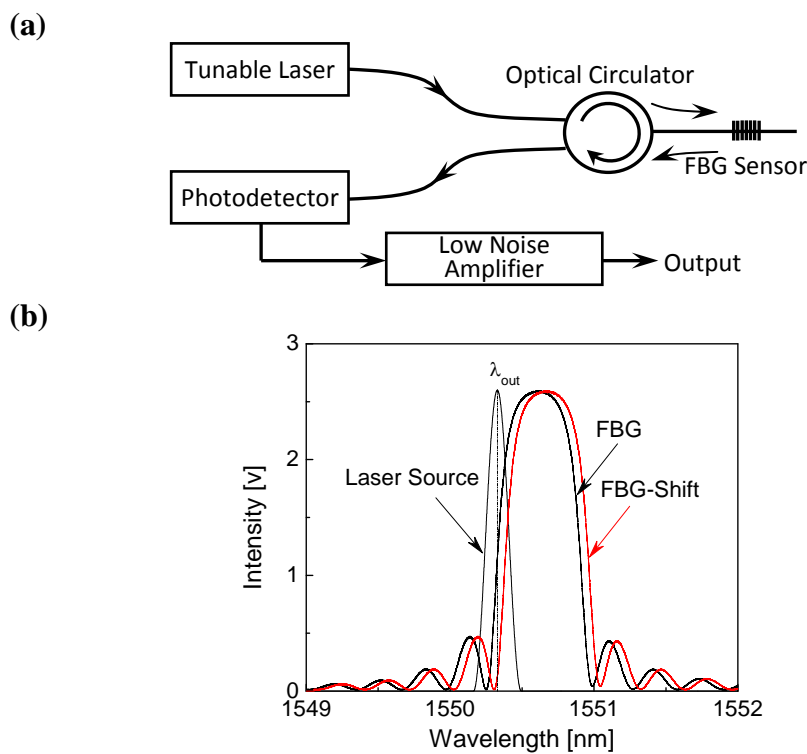 (a)
Tunable Laser
Optical Circulator
FBG Sensor
Photodetector
Low Noise
Amplifier
Output
(b)
3
2
1
0
Intensity [v]
λout
FBG
Laser Source
FBG-Shift
1549
1550
1551
1552
Wavelength [nm]